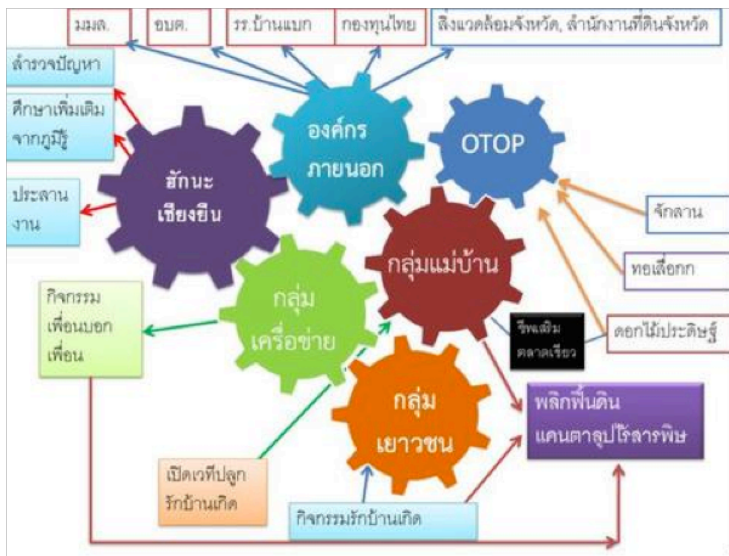 มมส.
อบต.
รร.บ้านแบก
กองทุนไทย
สิ่งแวดล้อมจังหวัด, สำนักงานที่ดินจังหวัด
สำรวจปัญหา
ศึกษาเพิ่มเติม
จากภูมิรู้
ประสาน
งาน
ฮักนะ
เชียงยืน
องค์กร
ภายนอก
OTOP
จักสาน
ทอเสื่อกก
ดอกไม้ประดิษฐ์
กลุ่มแม่บ้าน
กลุ่ม
เครือข่าย
กิจกรรม
เพื่อนบอก
เพื่อน
ชีพเสริม
ตลาดเขียว
กลุ่ม
เยาวชน
พลิกฟื้นดิน
แคนตาลูปไร้สารพิษ
เปิดเวทีปลูก
รักบ้านเกิด
กิจกรรมรักบ้านเกิด